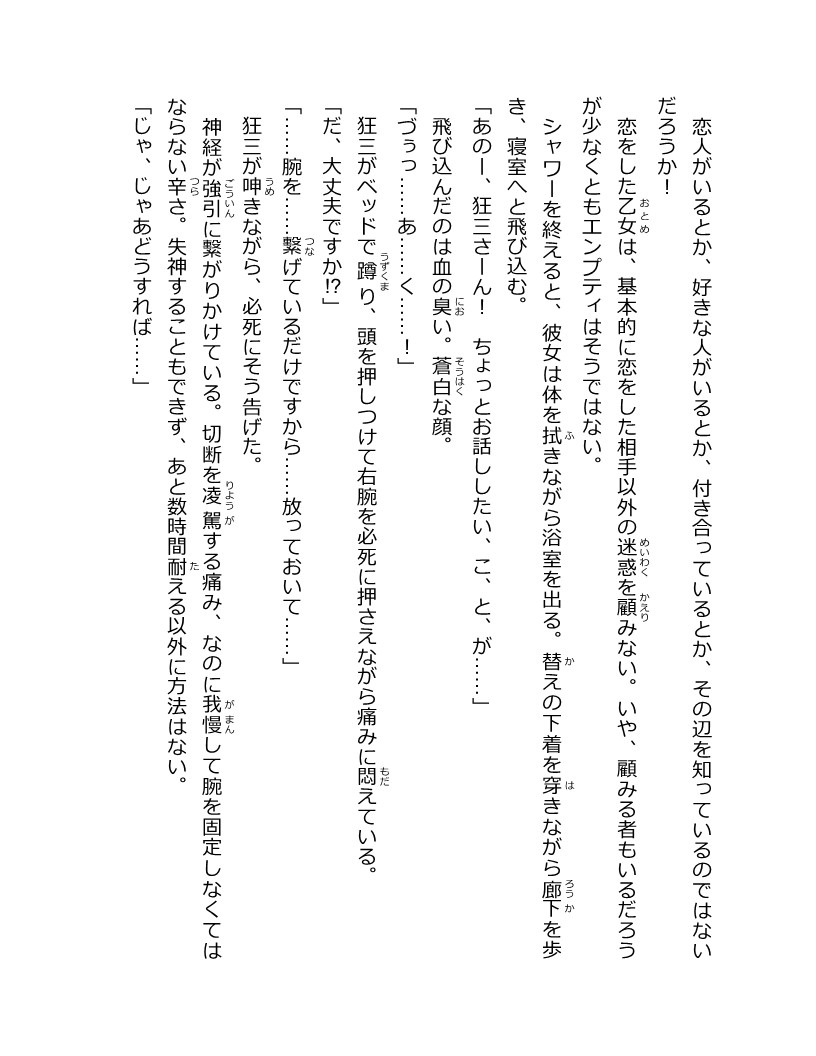 恋人がいるとか、好きな人がいるとか、付き合っているとか、その辺を知っているのではない
だろうか！
恋をした乙女は、基本的に恋をした相手以外の迷惑を顧みない。いや、顧みる者もいるだろう
が少なくともエンプティはそうではない。
シャワーを終えると、彼女は体を拭きながら浴室を出る。替えの下着を穿きながら廊下を歩
き、寝室へと飛び込む。
「あのー、狂三さーん！　ちょっとお話ししたい、こ、と、が……」
飛び込んだのは血の臭い。蒼白な顔。
「づぅっ……あ……く……！」
狂三がベッドで蹲り、頭を押しつけて右腕を必死に押さえながら痛みに悶えている。
「だ、大丈夫ですか⁉」
「……腕を……繋げているだけですから……放っておいて……」
狂三が呻きながら、必死にそう告げた。
神経が強引に繋がりかけている。切断を凌駕する痛み、なのに我慢して腕を固定しなくては
ならない辛さ。失神することもできず、あと数時間耐える以外に方法はない。
「じゃ、じゃあどうすれば……」